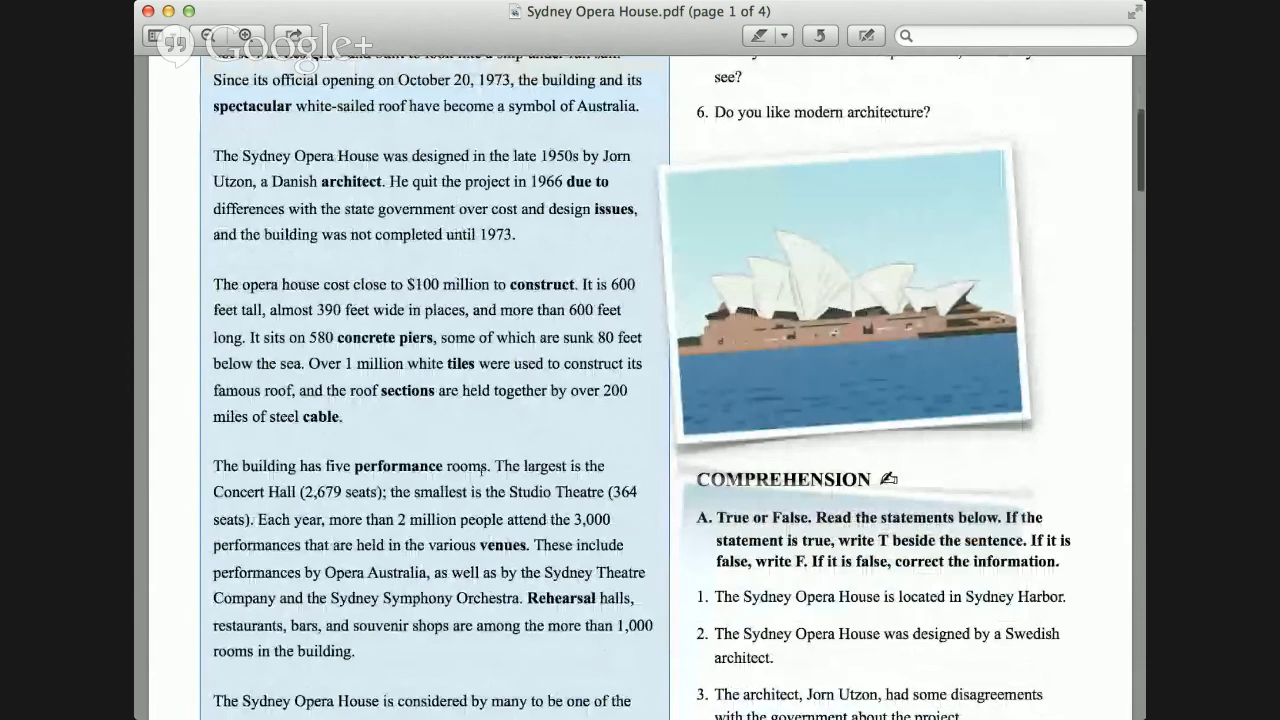 Sydney Opera House.pdf (page 1 of 4)
Google+
Since its official opening on October 20, 1973, the building and its
spectacular white-sailed roof have become a symbol of Australia.
The Sydney Opera House was designed in the late 1950s by Jorn
Utzon, a Danish architect. He quit the project in 1966 due to
differences with the state government over cost and design issues,
and the building was not completed until 1973.
The opera house cost close to $100 million to construct. It is 600
feet tall, almost 390 feet wide in places, and more than 600 feet
long. It sits on 580 concrete piers, some of which are sunk 80 feet
below the sea. Over 1 million white tiles were used to construct its
famous roof, and the roof sections are held together by over 200
miles of steel cable.
The building has five performance rooms. The largest is the
Concert Hall (2,679 seats); the smallest is the Studio Theatre (364
seats). Each year, more than 2 million people attend the 3,000
performances that are held in the various venues. These include
performances by Opera Australia, as well as by the Sydney Theatre
Company and the Sydney Symphony Orchestra. Rehearsal halls,
restaurants, bars, and souvenir shops are among the more than 1,000
rooms in the building.
The Sydney Opera House is considered by many to be one of the
see?
6. Do you like modern architecture?
COMPREHENSION
A. True or False. Read the statements below. If the
statement is true, write T beside the sentence. If it is
false, write F. If it is false, correct the information.
1. The Sydney Opera House is located in Sydney Harbor.
2. The Sydney Opera House was designed by a Swedish
architect.
3. The architect, Jorn Utzon, had some disagreements
with the government about the project.